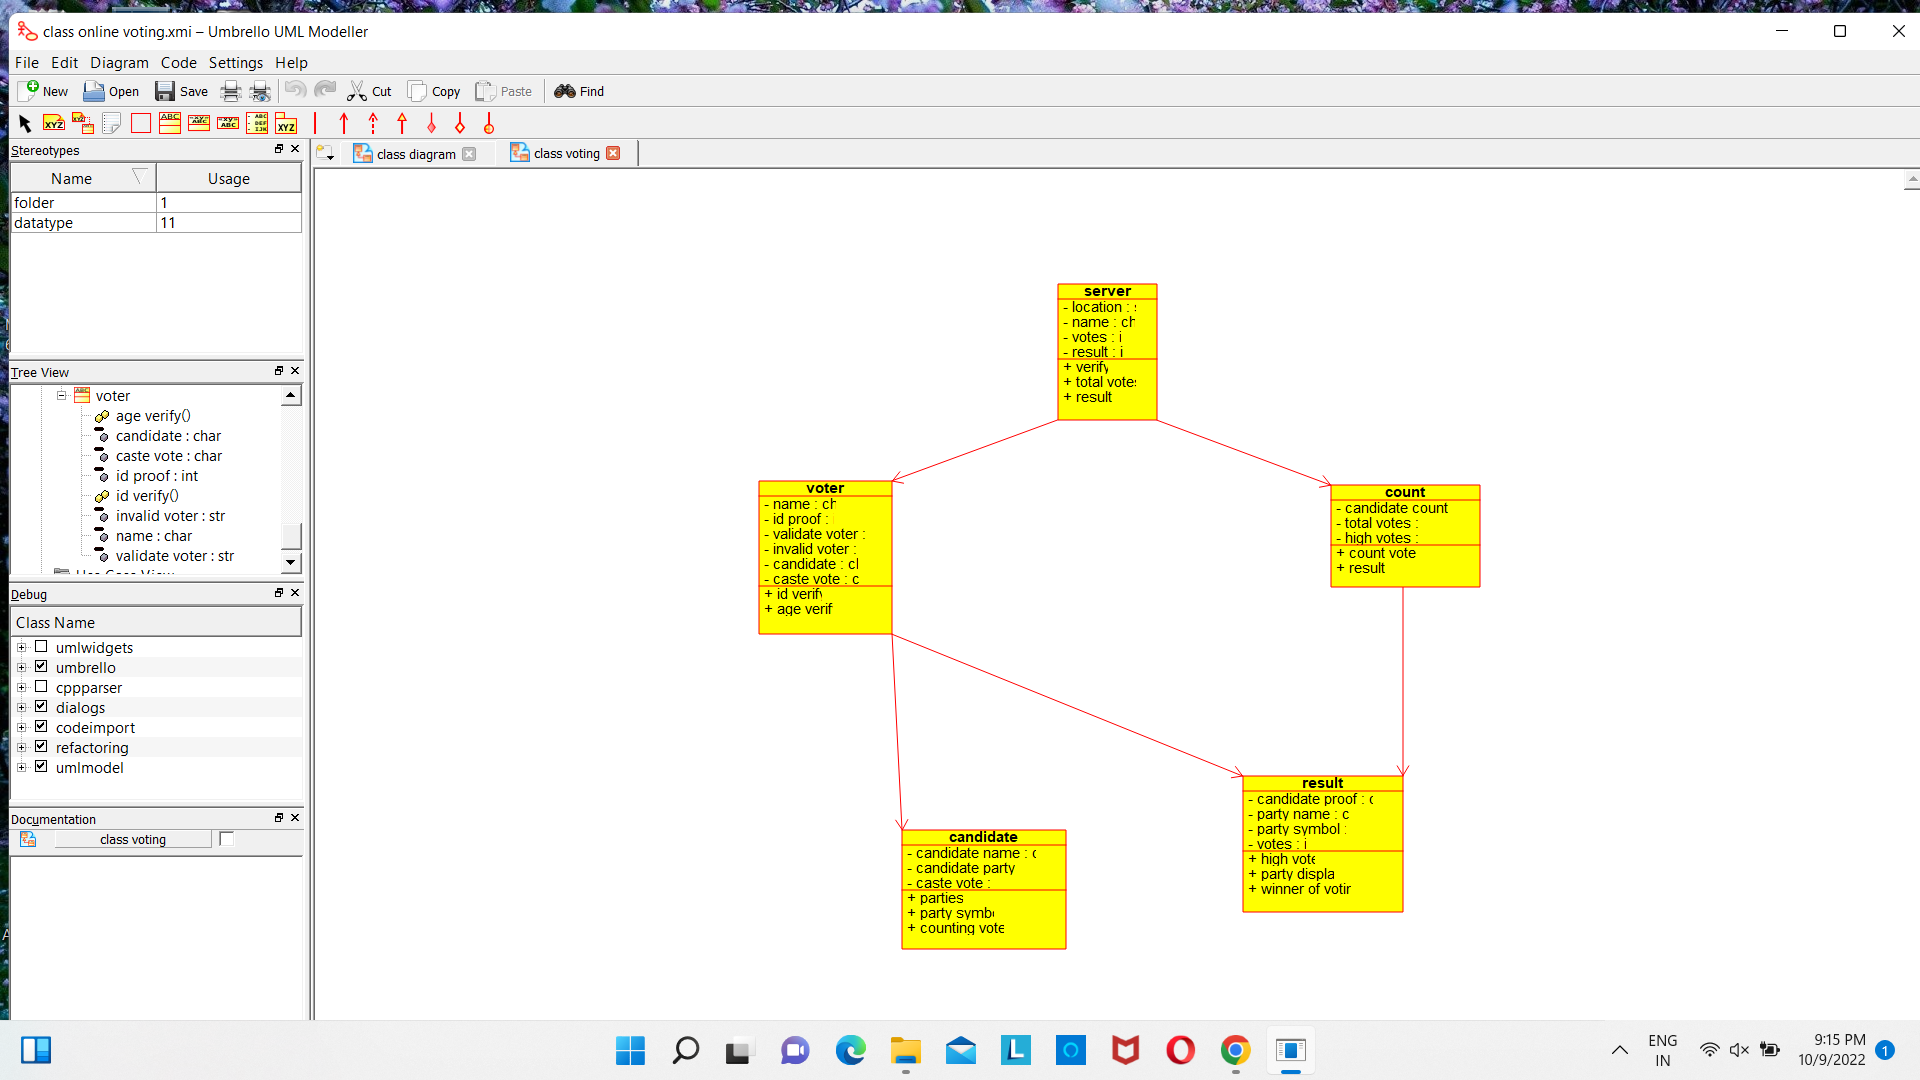 class online voting.xmi – Umbrello UML Modeller
File Edit Diagram Code Settings Help
New Open Save Cut Copy Paste Find
Stereotypes
class diagram class voting
Name Usage
folder 1
datatype 11
Tree View
voter
age verify()
candidate : char
caste vote : char
id proof : int
id verify()
invalid voter : str
name : char
validate voter : str
Debug
Class Name
umlwidgets
umbrello
cppparser
dialogs
codeimport
refactoring
umlmodel
Documentation
class voting
server
- location :
- name : ch
- votes : i
- result : i
+ verify
+ total votes
+ result
voter
- name : ch
- id proof :
- validate voter :
- invalid voter :
- candidate : cl
- caste vote : c
+ id verify
+ age verif
count
- candidate count
- total votes :
- high votes :
+ count vote
+ result
candidate
- candidate name : c
- candidate party
- caste vote :
+ parties
+ party symbo
+ counting vote
result
- candidate proof : c
- party name : c
- party symbol :
- votes : i
+ high vote
+ party displa
+ winner of votin
ENG
IN
9:15 PM
10/9/2022
1